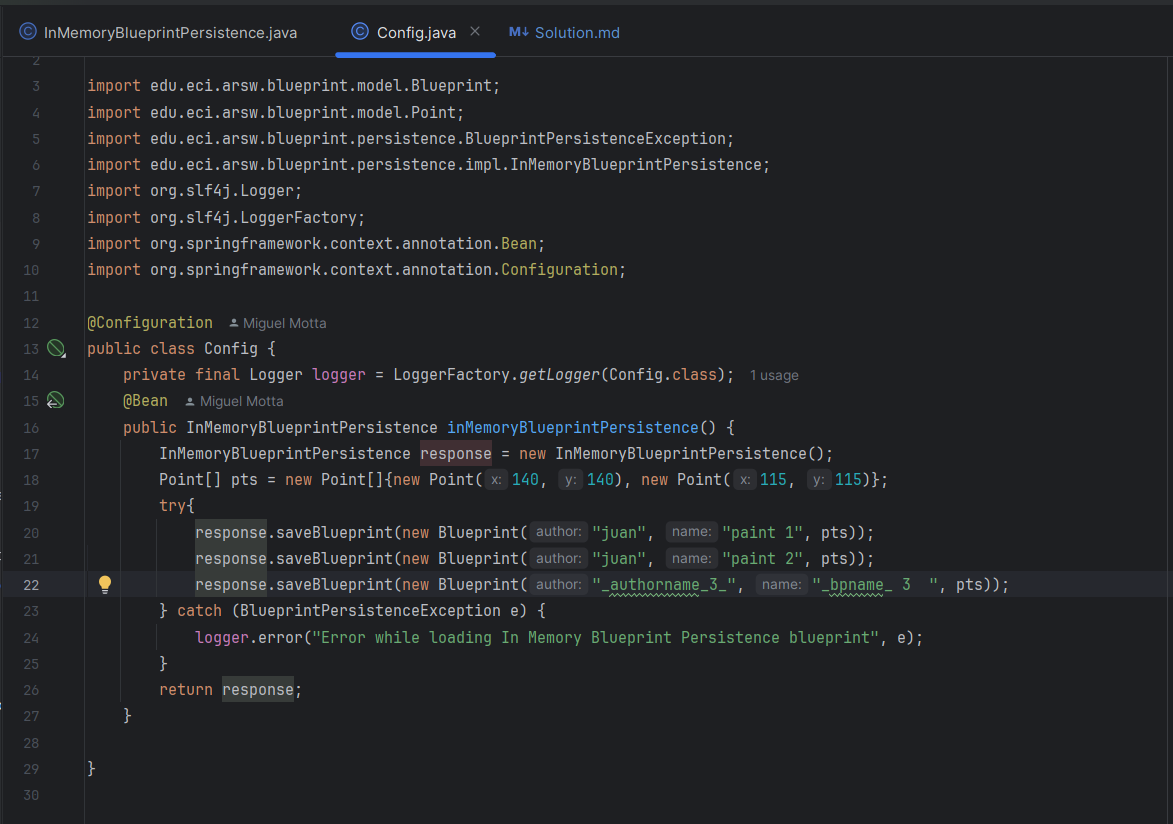 InMemoryBlueprintPersistence.java Config.java Solution.md
2
3 import edu.eci.arsw.blueprint.model.Blueprint;
4 import edu.eci.arsw.blueprint.model.Point;
5 import edu.eci.arsw.blueprint.persistence.BlueprintPersistenceException;
6 import edu.eci.arsw.blueprint.persistence.impl.InMemoryBlueprintPersistence;
7 import org.slf4j.Logger;
8 import org.slf4j.LoggerFactory;
9 import org.springframework.context.annotation.Bean;
10 import org.springframework.context.annotation.Configuration;
11
12 @Configuration Miguel Motta
13 public class Config {
14     private final Logger logger = LoggerFactory.getLogger(Config.class); 1 usage
15     @Bean Miguel Motta
16     public InMemoryBlueprintPersistence inMemoryBlueprintPersistence() {
17         InMemoryBlueprintPersistence response = new InMemoryBlueprintPersistence();
18         Point[] pts = new Point[]{new Point( x: 140, y: 140), new Point( x: 115, y: 115)};
19         try{
20             response.saveBlueprint(new Blueprint( author: "juan", name: "paint 1", pts));
21             response.saveBlueprint(new Blueprint( author: "juan", name: "paint 2", pts));
22             response.saveBlueprint(new Blueprint( author: "_authorname_3_", name: "_bpname_ 3  ", pts));
23         } catch (BlueprintPersistenceException e) {
24             logger.error("Error while loading In Memory Blueprint Persistence blueprint", e);
25         }
26         return response;
27     }
28
29 }
30